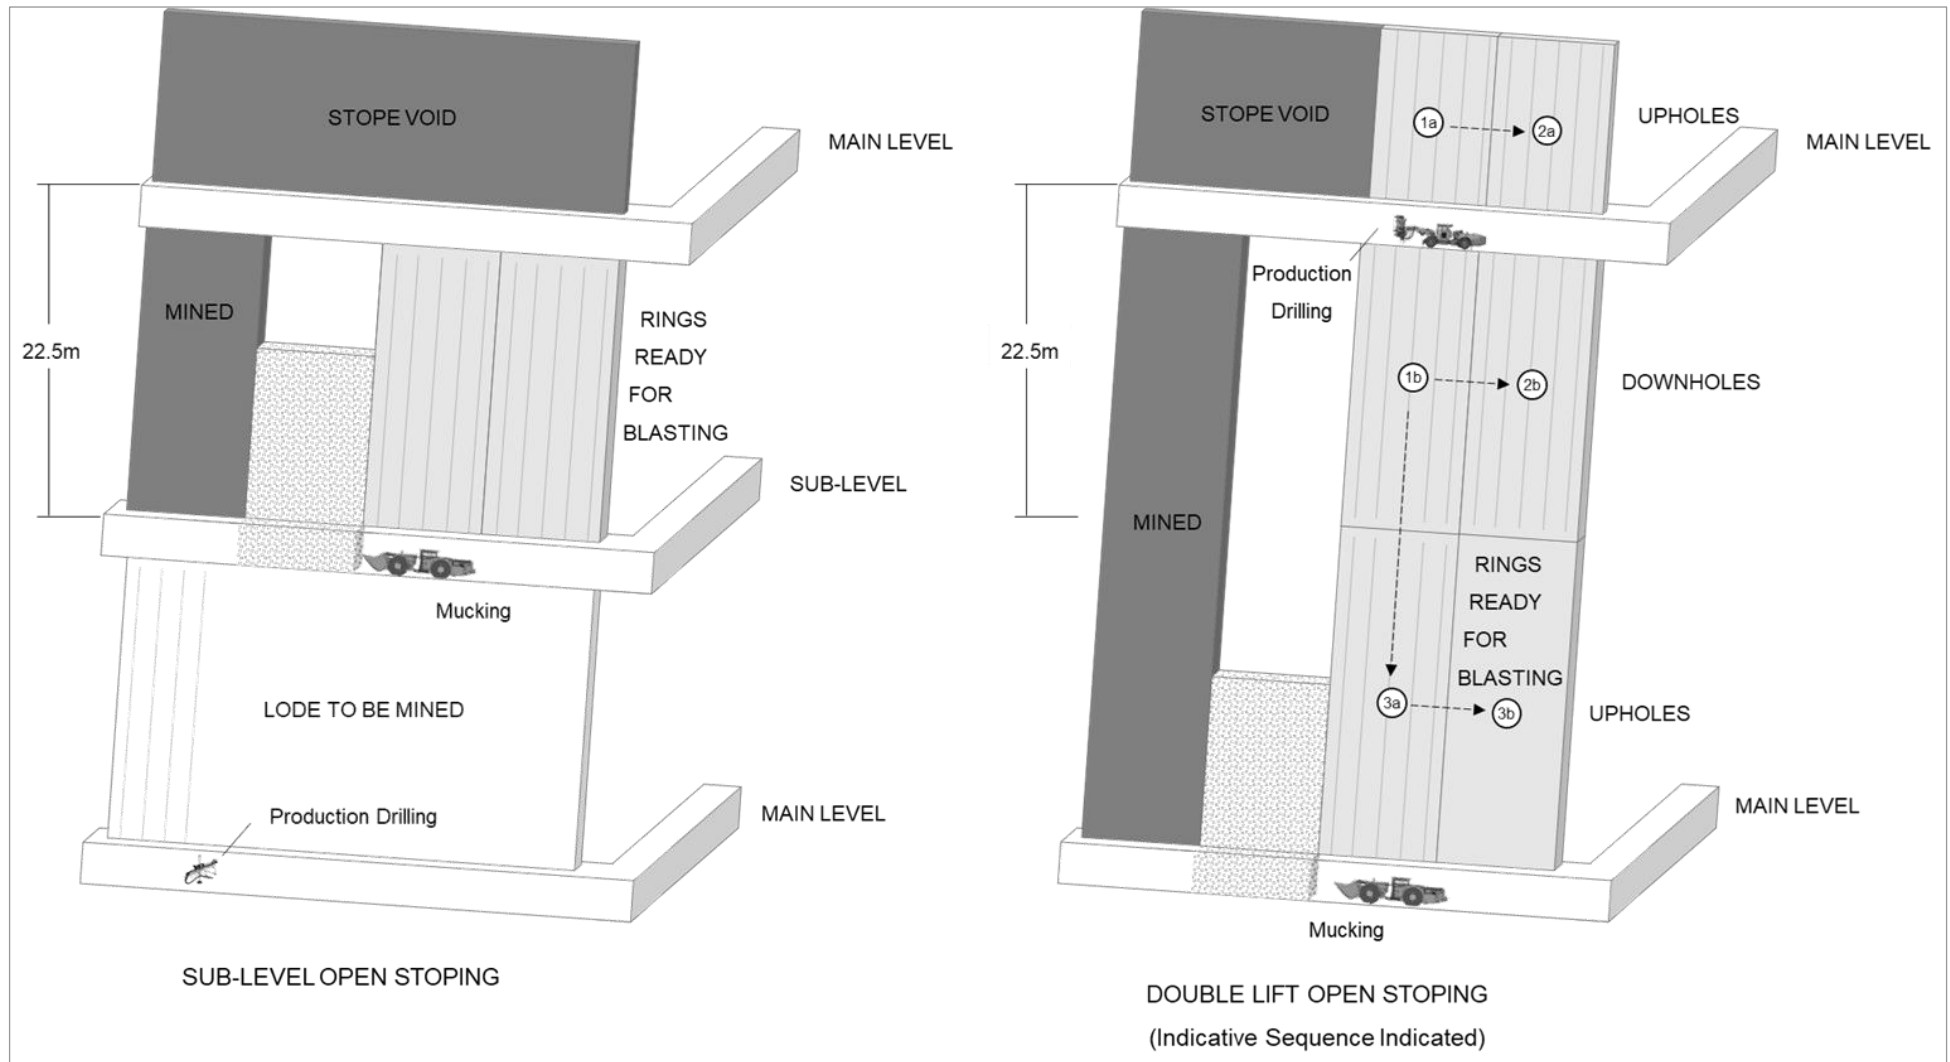 STOPE VOID
MAIN LEVEL
MINED
22.5m
RINGS
READY
FOR
BLASTING
SUB-LEVEL
Mucking
LODE TO BE MINED
Production Drilling
MAIN LEVEL
SUB-LEVEL OPEN STOPING
STOPE VOID
1a
2a
UPHOLES
MAIN LEVEL
Production
Drilling
22.5m
1b
2b
DOWNHOLES
MINED
RINGS
READY
FOR
BLASTING
3a
3b
UPHOLES
MAIN LEVEL
Mucking
DOUBLE LIFT OPEN STOPING
(Indicative Sequence Indicated)